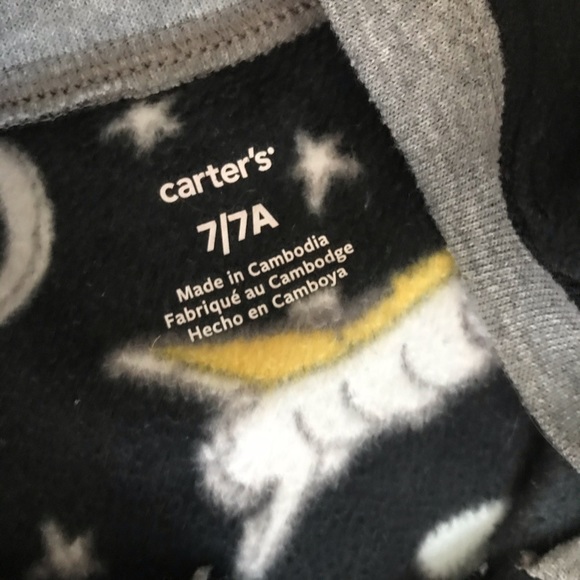 carter's
7/7A
Made in Cambodia
Fabriqué au Cambodge
Hecho en Camboya